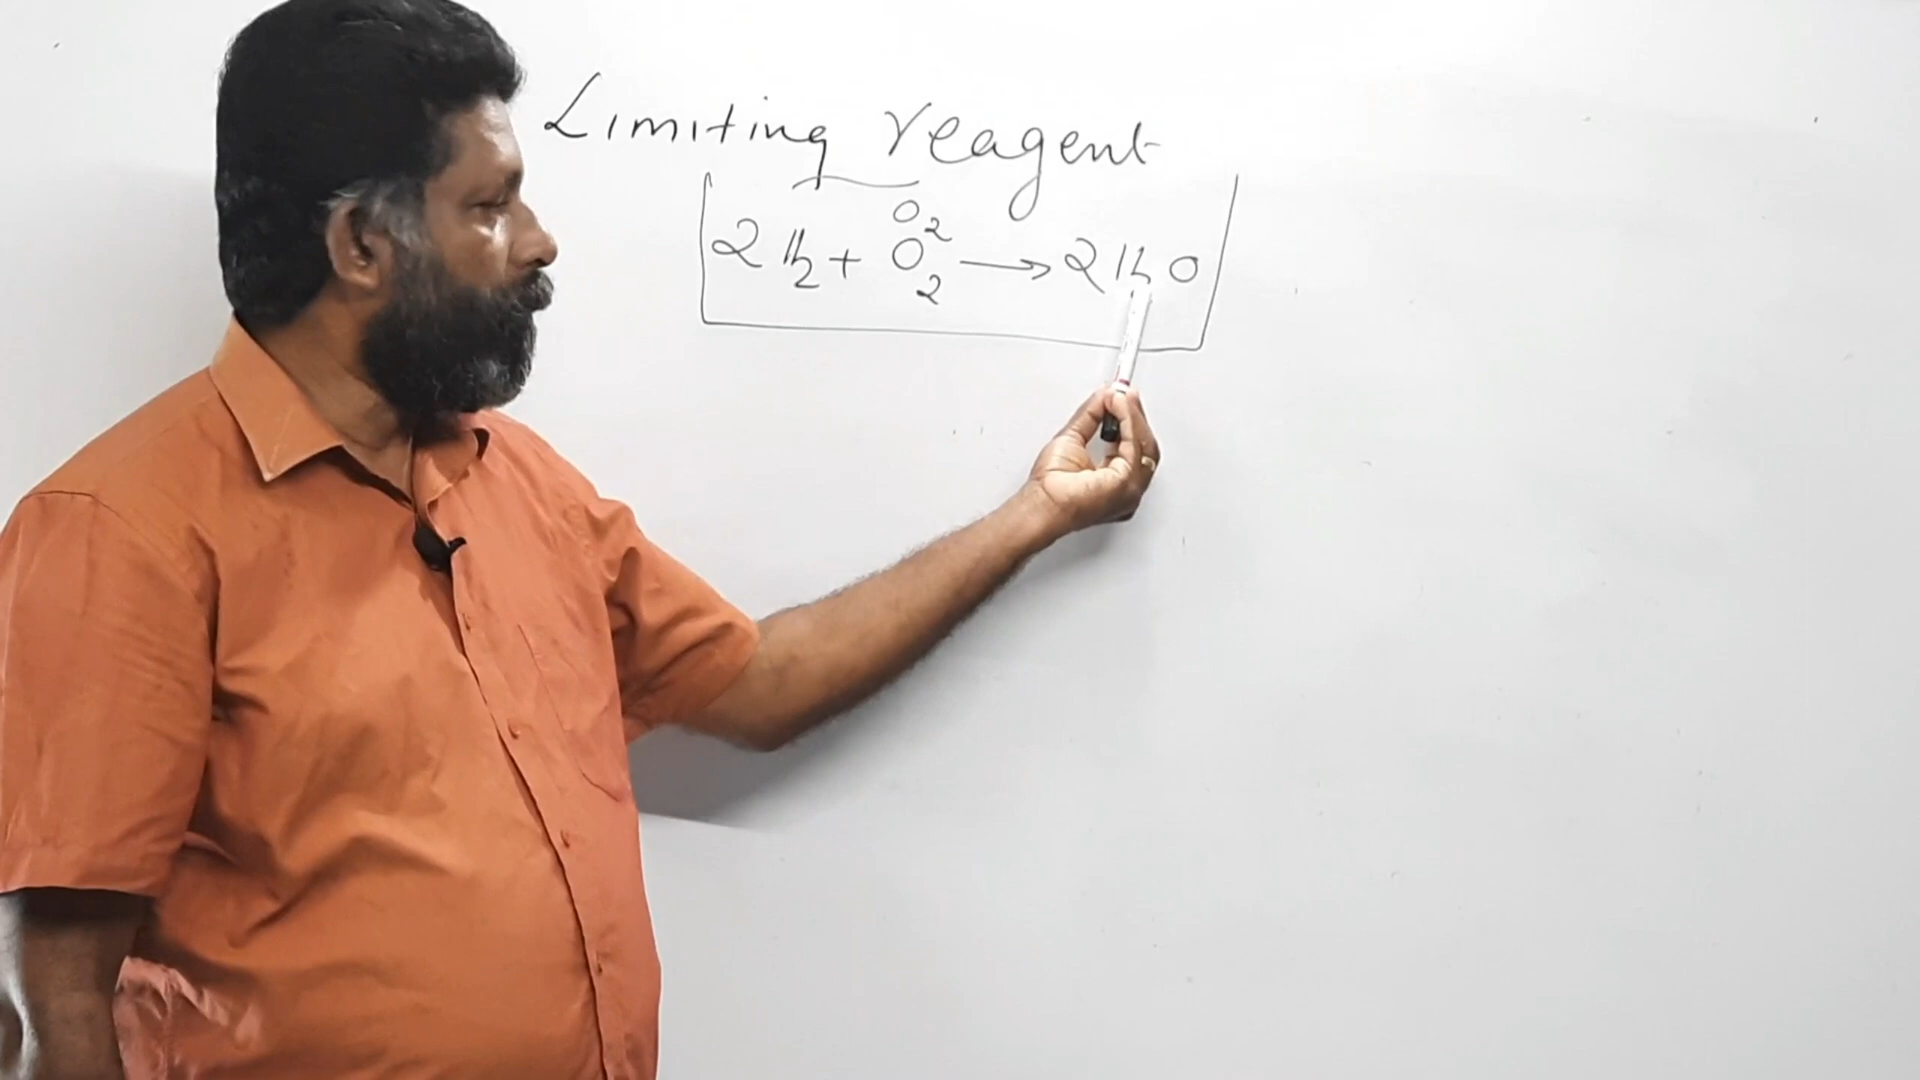 Limiting reagent
O₂
2H₂ + O₂ → 2H₂O